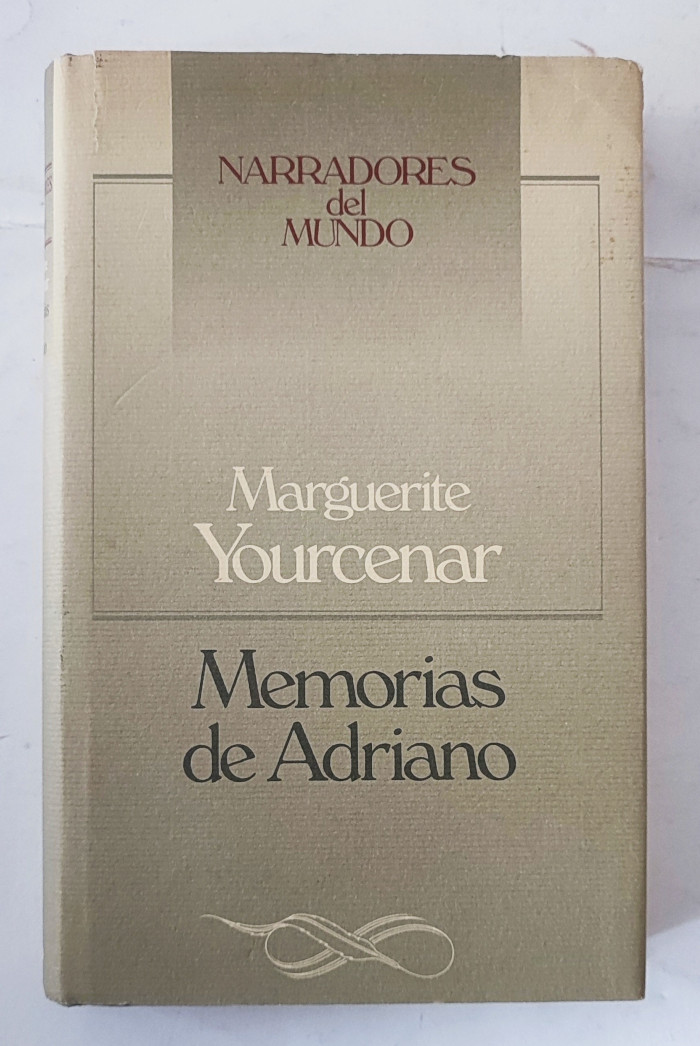 NARRADORES
del
MUNDO
Marguerite
Yourcenar
Memorias
de Adriano